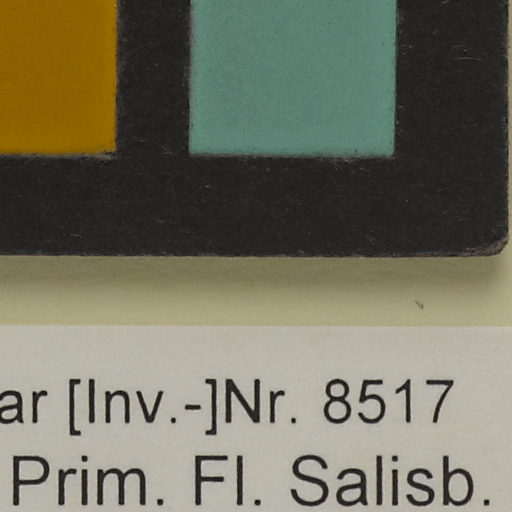 ar [Inv.-]Nr. 8517
Prim. Fl. Salisb.